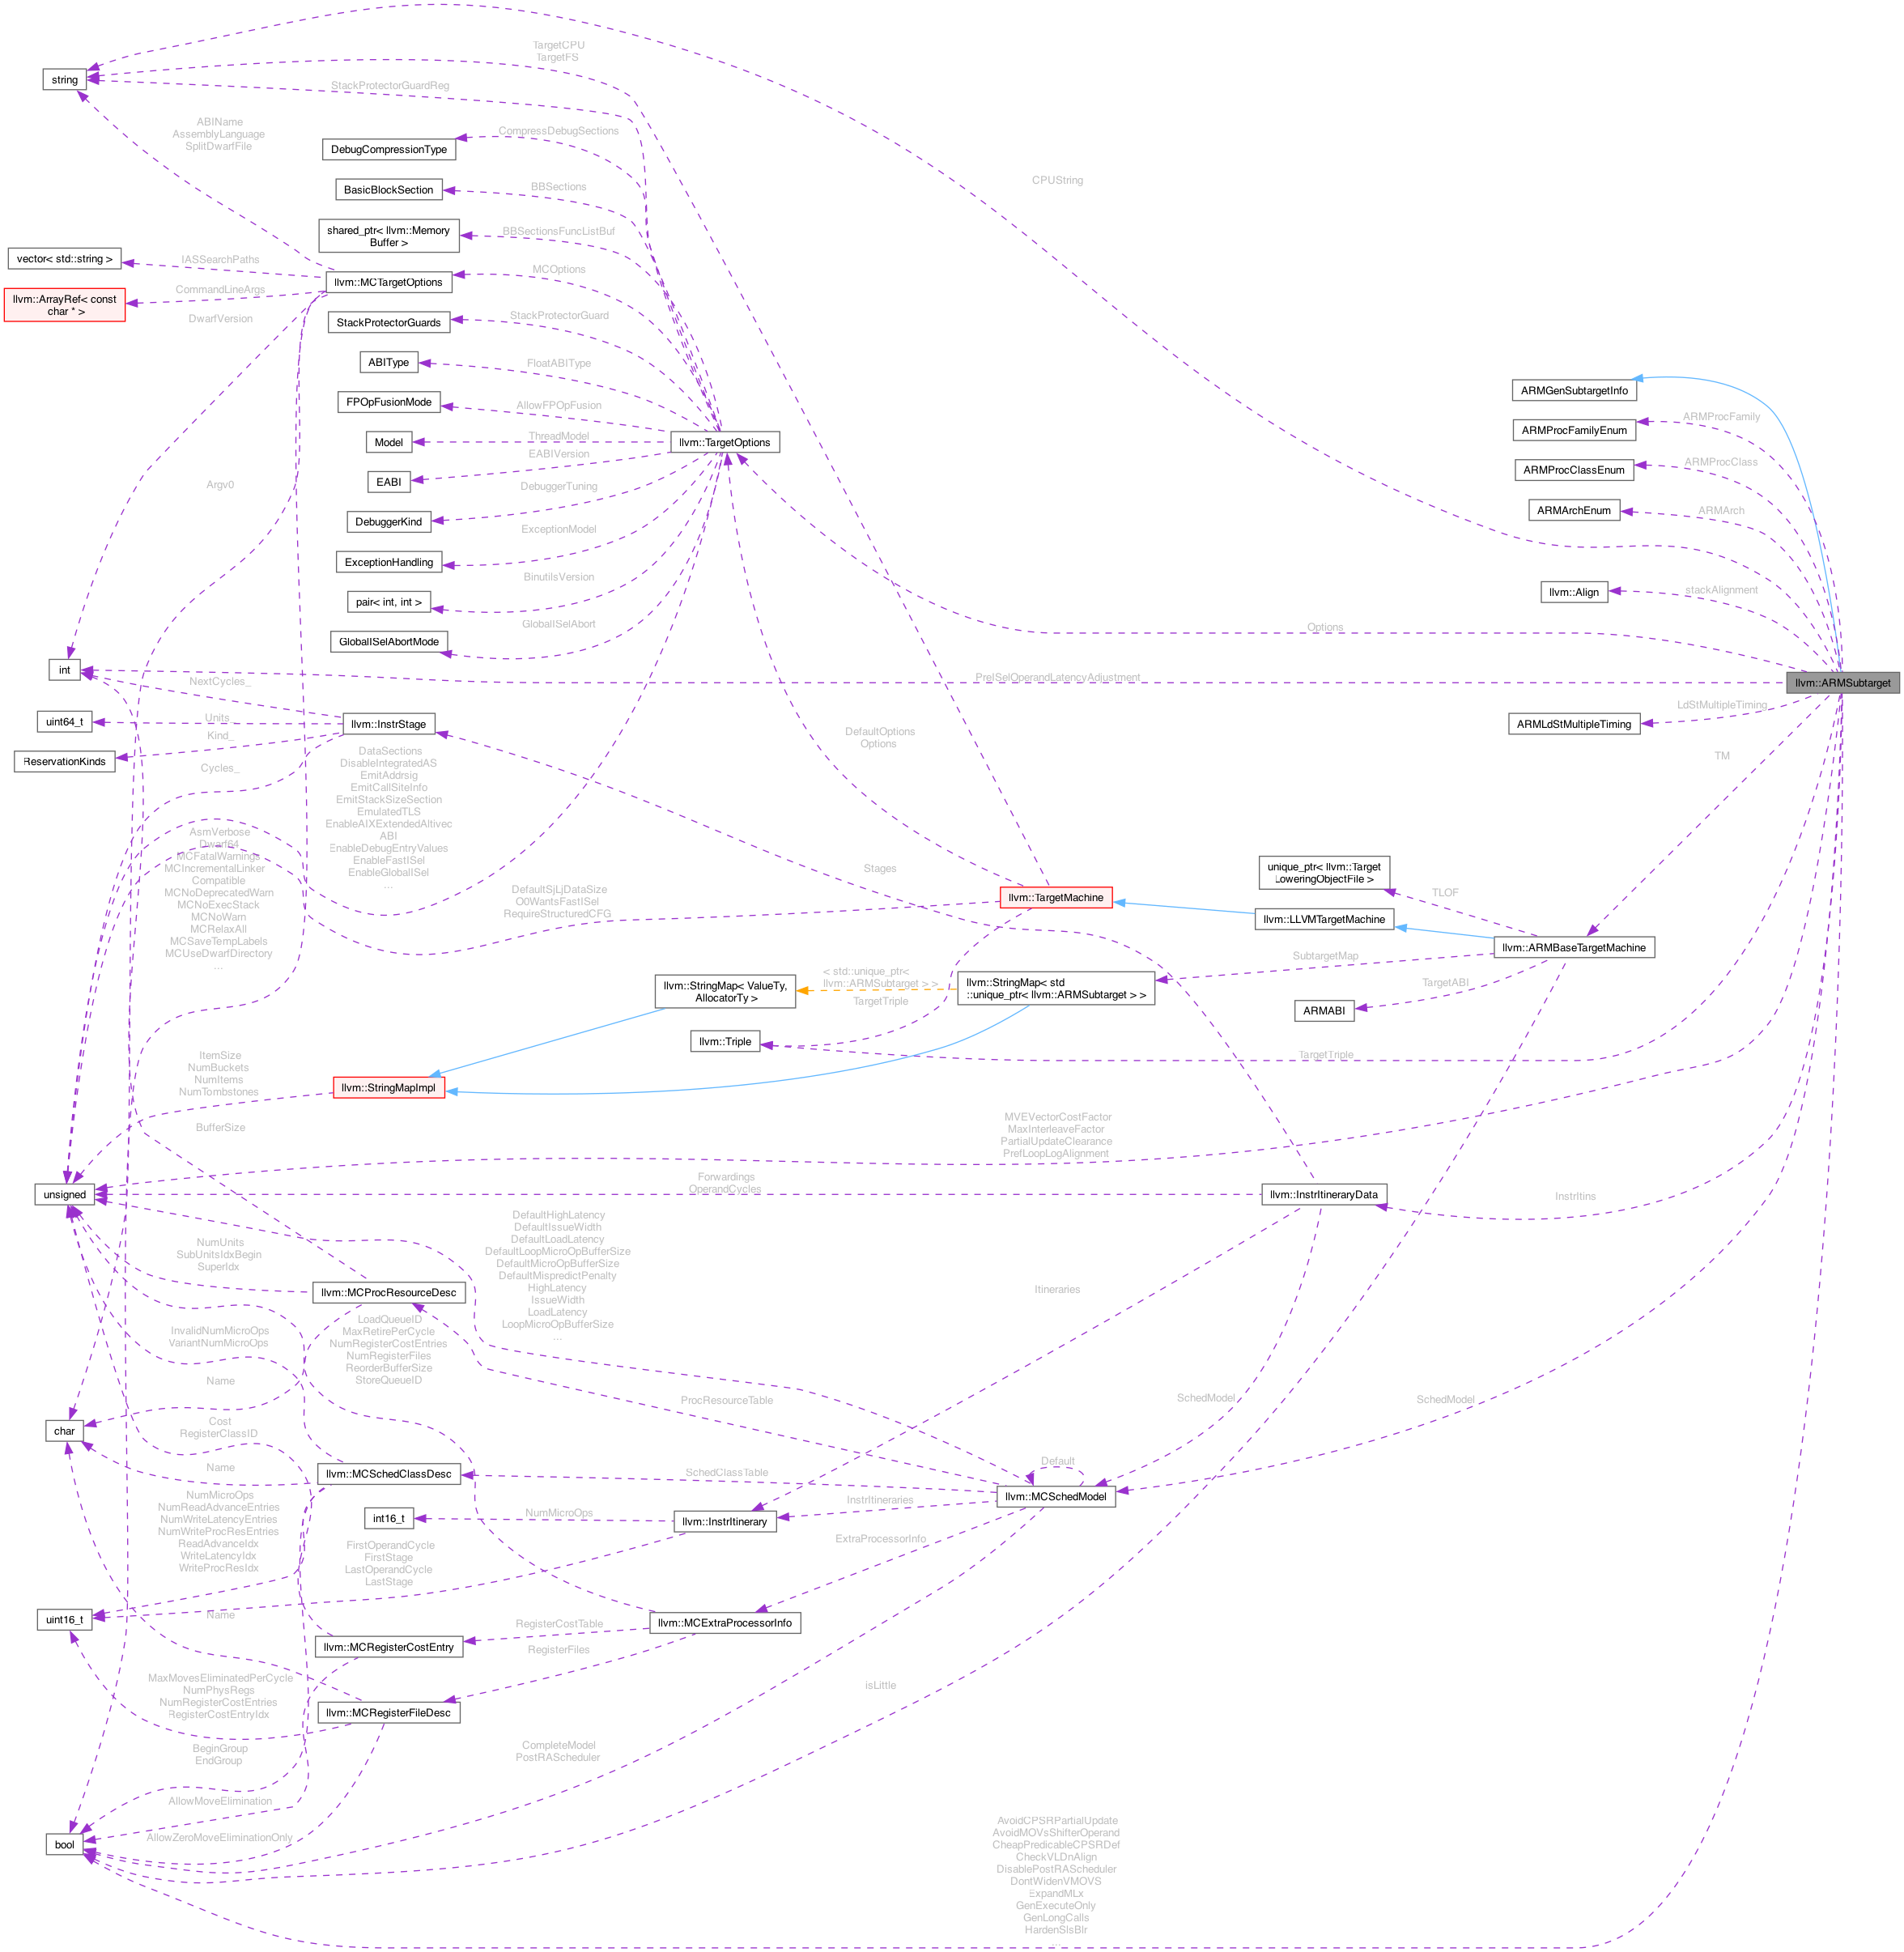 TargetCPU
TargetFS
string
StackProtectorGuardReg
ABIName
AssemblyLanguage
SplitDwarfFile
CompressDebugSections
DebugCompressionType
BBSections
BasicBlockSection
CPUString
shared_ptr< llvm::Memory
Buffer >
BBSectionsFuncListBuf
vector< std::string >
IASSearchPaths
MCOptions
llvm::MCTargetOptions
llvm::ArrayRef< const
char * >
CommandLineArgs
DwarfVersion
StackProtectorGuards
StackProtectorGuard
ABIType
FloatABIType
FPOpFusionMode
AllowFPOpFusion
Model
ThreadModel
llvm::TargetOptions
EABI
EABIVersion
Argv0
DebuggerKind
DebuggerTuning
ExceptionHandling
ExceptionModel
pair< int, int >
BinutilsVersion
GlobalISelAbortMode
GlobalISelAbort
ARMGenSubtargetInfo
ARMProcFamilyEnum
ARMProcFamily
ARMProcClassEnum
ARMProcClass
ARMArchEnum
ARMArch
llvm::Align
stackAlignment
Options
int
PreISelOperandLatencyAdjustment
llvm::ARMSubtarget
NextCycles_
uint64_t
Units_
llvm::InstrStage
ARMLdStMultipleTiming
LdStMultipleTiming
ReservationKinds
Kind_
Cycles_
DefaultOptions
Options
TM
DataSections
DisableIntegratedAS
EmitAddrsig
EmitCallSiteInfo
EmitStackSizeSection
EmulatedTLS
EnableAIXExtendedAltivec
ABI
EnableDebugEntryValues
EnableFastISel
EnableGlobalISel
...
AsmVerbose
Dwarf64
MCFatalWarnings
MCIncrementalLinker
Compatible
MCNoDeprecatedWarn
MCNoExecStack
MCNoWarn
MCRelaxAll
MCSaveTempLabels
MCUseDwarfDirectory
...
DefaultSjLjDataSize
O0WantsFastISel
RequireStructuredCFG
Stages
llvm::TargetMachine
unique_ptr< llvm::Target
LoweringObjectFile >
TLOF
llvm::LLVMTargetMachine
llvm::ARMBaseTargetMachine
SubtargetMap
TargetABI
ARMABI
llvm::StringMap< ValueTy,
AllocatorTy >
< std::unique_ptr<
llvm::ARMSubtarget > >
llvm::StringMap< std
::unique_ptr< llvm::ARMSubtarget > >
TargetTriple
llvm::Triple
TargetTriple
ItemSize
NumBuckets
NumItems
NumTombstones
llvm::StringMapImpl
BufferSize
MVEVectorCostFactor
MaxInterleaveFactor
PartialUpdateClearance
PrefLoopLogAlignment
unsigned
Forwardings
OperandCycles
llvm::InstrItineraryData
InstrItins
DefaultHighLatency
DefaultIssueWidth
DefaultLoadLatency
DefaultLoopMicroOpBufferSize
DefaultMicroOpBufferSize
DefaultMispredictPenalty
HighLatency
IssueWidth
LoadLatency
LoopMicroOpBufferSize
...
NumUnits
SubUnitsIdxBegin
SuperIdx
llvm::MCProcResourceDesc
Itineraries
LoadQueueID
MaxRetirePerCycle
NumRegisterCostEntries
NumRegisterFiles
ReorderBufferSize
StoreQueueID
InvalidNumMicroOps
VariantNumMicroOps
Name
ProcResourceTable
SchedModel
SchedModel
char
Cost
RegisterClassID
Name
llvm::MCSchedClassDesc
SchedClassTable
Default
llvm::MCSchedModel
NumMicroOps
NumReadAdvanceEntries
NumWriteLatencyEntries
NumWriteProcResEntries
ReadAdvanceIdx
WriteLatencyIdx
WriteProcResIdx
int16_t
NumMicroOps
llvm::InstrItinerary
InstrItineraries
FirstOperandCycle
FirstStage
LastOperandCycle
LastStage
ExtraProcessorInfo
uint16_t
Name
llvm::MCExtraProcessorInfo
RegisterCostTable
llvm::MCRegisterCostEntry
RegisterFiles
MaxMovesEliminatedPerCycle
NumPhysRegs
NumRegisterCostEntries
RegisterCostEntryIdx
llvm::MCRegisterFileDesc
isLittle
BeginGroup
EndGroup
CompleteModel
PostRAScheduler
AllowMoveElimination
bool
AllowZeroMoveEliminationOnly
AvoidCPSRPartialUpdate
AvoidMOVsShifterOperand
CheapPredicableCPSRDef
CheckVLDnAlign
DisablePostRAScheduler
DontWidenVMOVS
ExpandMLx
GenExecuteOnly
GenLongCalls
HardenSlsBlr
...